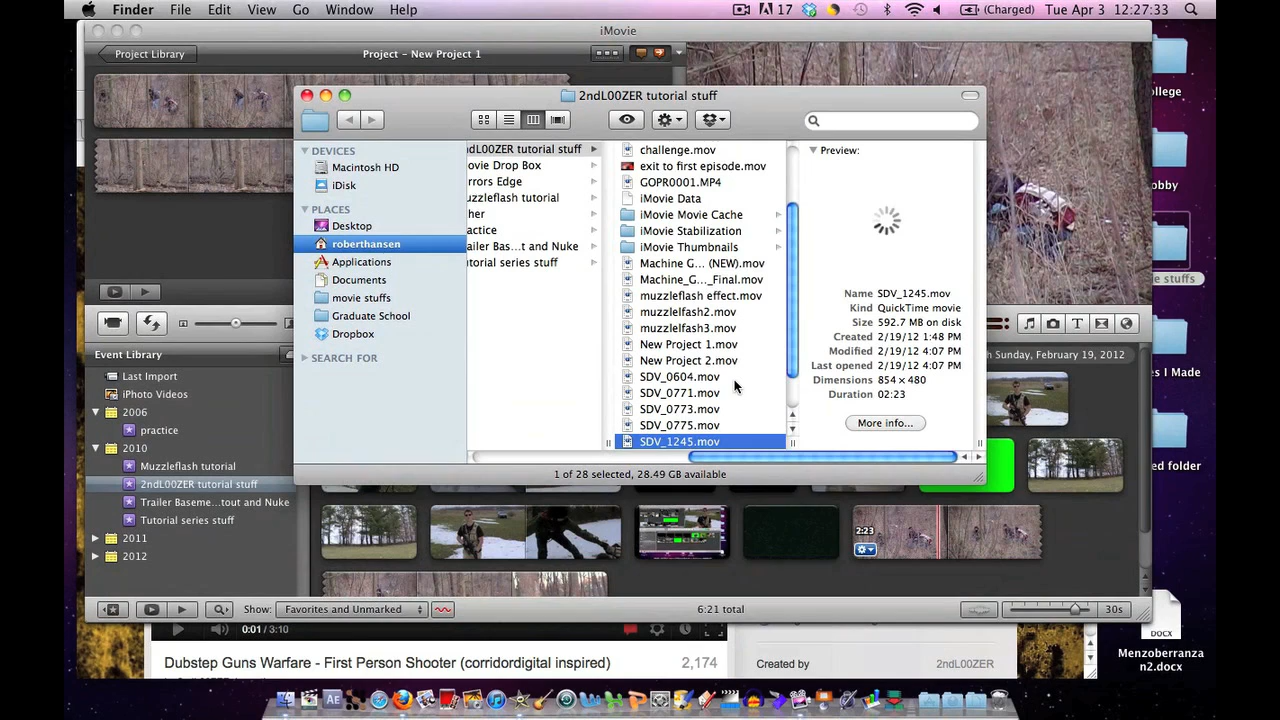 Finder File Edit View Go Window Help
17 (Charged) Tue Apr 3 12:27:33
iMovie
Project Library
Project - New Project 1
2ndL00ZER tutorial stuff
DEVICES
Macintosh HD
iDisk
PLACES
Desktop
roberthansen
Applications
Documents
movie stuffs
Graduate School
Dropbox
SEARCH FOR
ndL00ZER tutorial stuff
ovie Drop Box
rrors Edge
uzzleflash tutorial
her
actice
ailer Bas...t and Nuke
torial series stuff
challenge.mov
exit to first episode.mov
GOPR0001.MP4
iMovie Data
iMovie Movie Cache
iMovie Stabilization
iMovie Thumbnails
Machine G... (NEW).mov
Machine_G..._Final.mov
muzzleflash effect.mov
muzzlelfash2.mov
muzzlelfash3.mov
New Project 1.mov
New Project 2.mov
SDV_0604.mov
SDV_0771.mov
SDV_0773.mov
SDV_0775.mov
SDV_1245.mov
Preview:
Name SDV_1245.mov
Kind QuickTime movie
Size 592.7 MB on disk
Created 2/19/12 1:48 PM
Modified 2/19/12 4:07 PM
Last opened 2/19/12 4:07 PM
Dimensions 854 × 480
Duration 02:23
More info...
1 of 28 selected, 28.49 GB available
Event Library
Last Import
iPhoto Videos
2006
practice
2010
Muzzleflash tutorial
2ndL00ZER tutorial stuff
Trailer Baseme...tout and Nuke
Tutorial series stuff
2011
2012
h Sunday, February 19, 2012
2:23
Show: Favorites and Unmarked
6:21 total
30s
0:01 / 3:10
Dubstep Guns Warfare - First Person Shooter (corridordigital inspired)
2,174
Created by
2ndL00ZER
ollege
obby
e stuffs
es I Made
ed folder
DOCX
Menzoberranza
n2.docx
AE